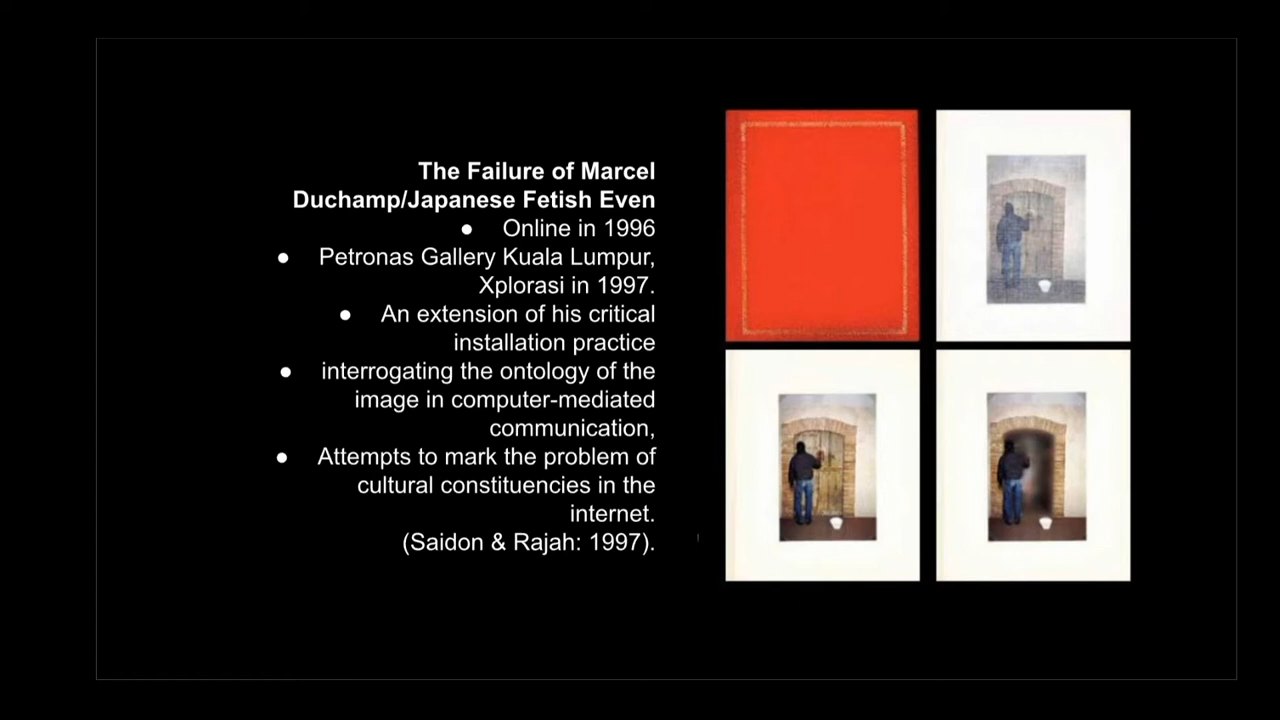 The Failure of Marcel
Duchamp/Japanese Fetish Even
● Online in 1996
● Petronas Gallery Kuala Lumpur,
Xplorasi in 1997.
● An extension of his critical
installation practice
● interrogating the ontology of the
image in computer-mediated
communication,
● Attempts to mark the problem of
cultural constituencies in the
internet.
(Saidon & Rajah: 1997).